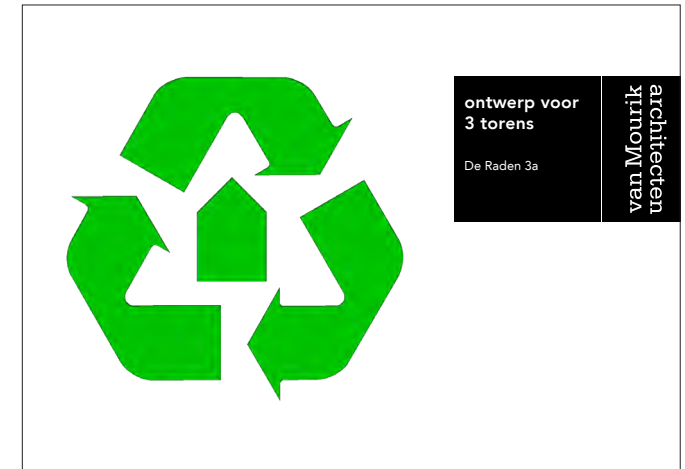 ontwerp voor
3 torens
De Raden 3a
architecten
van Mourik